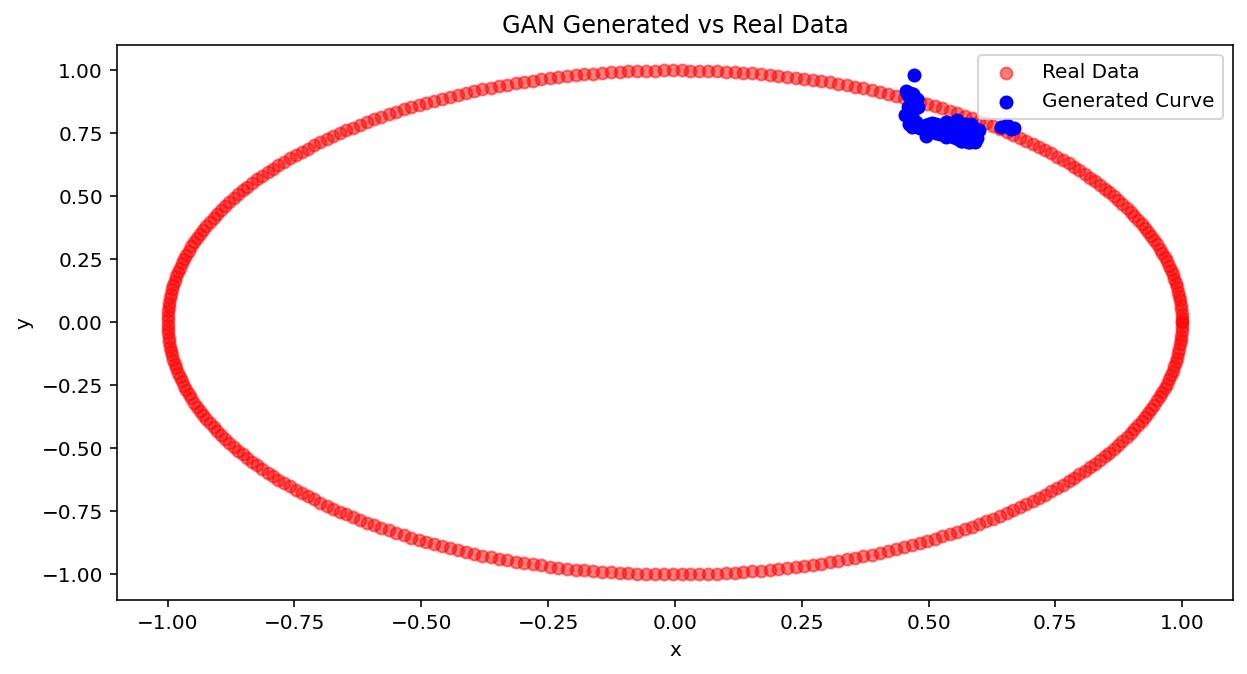 GAN Generated vs Real Data
Real Data
Generated Curve
1.00
0.75
0.50
0.25
0.00
−0.25
−0.50
−0.75
−1.00
y
−1.00 −0.75 −0.50 −0.25 0.00 0.25 0.50 0.75 1.00
x